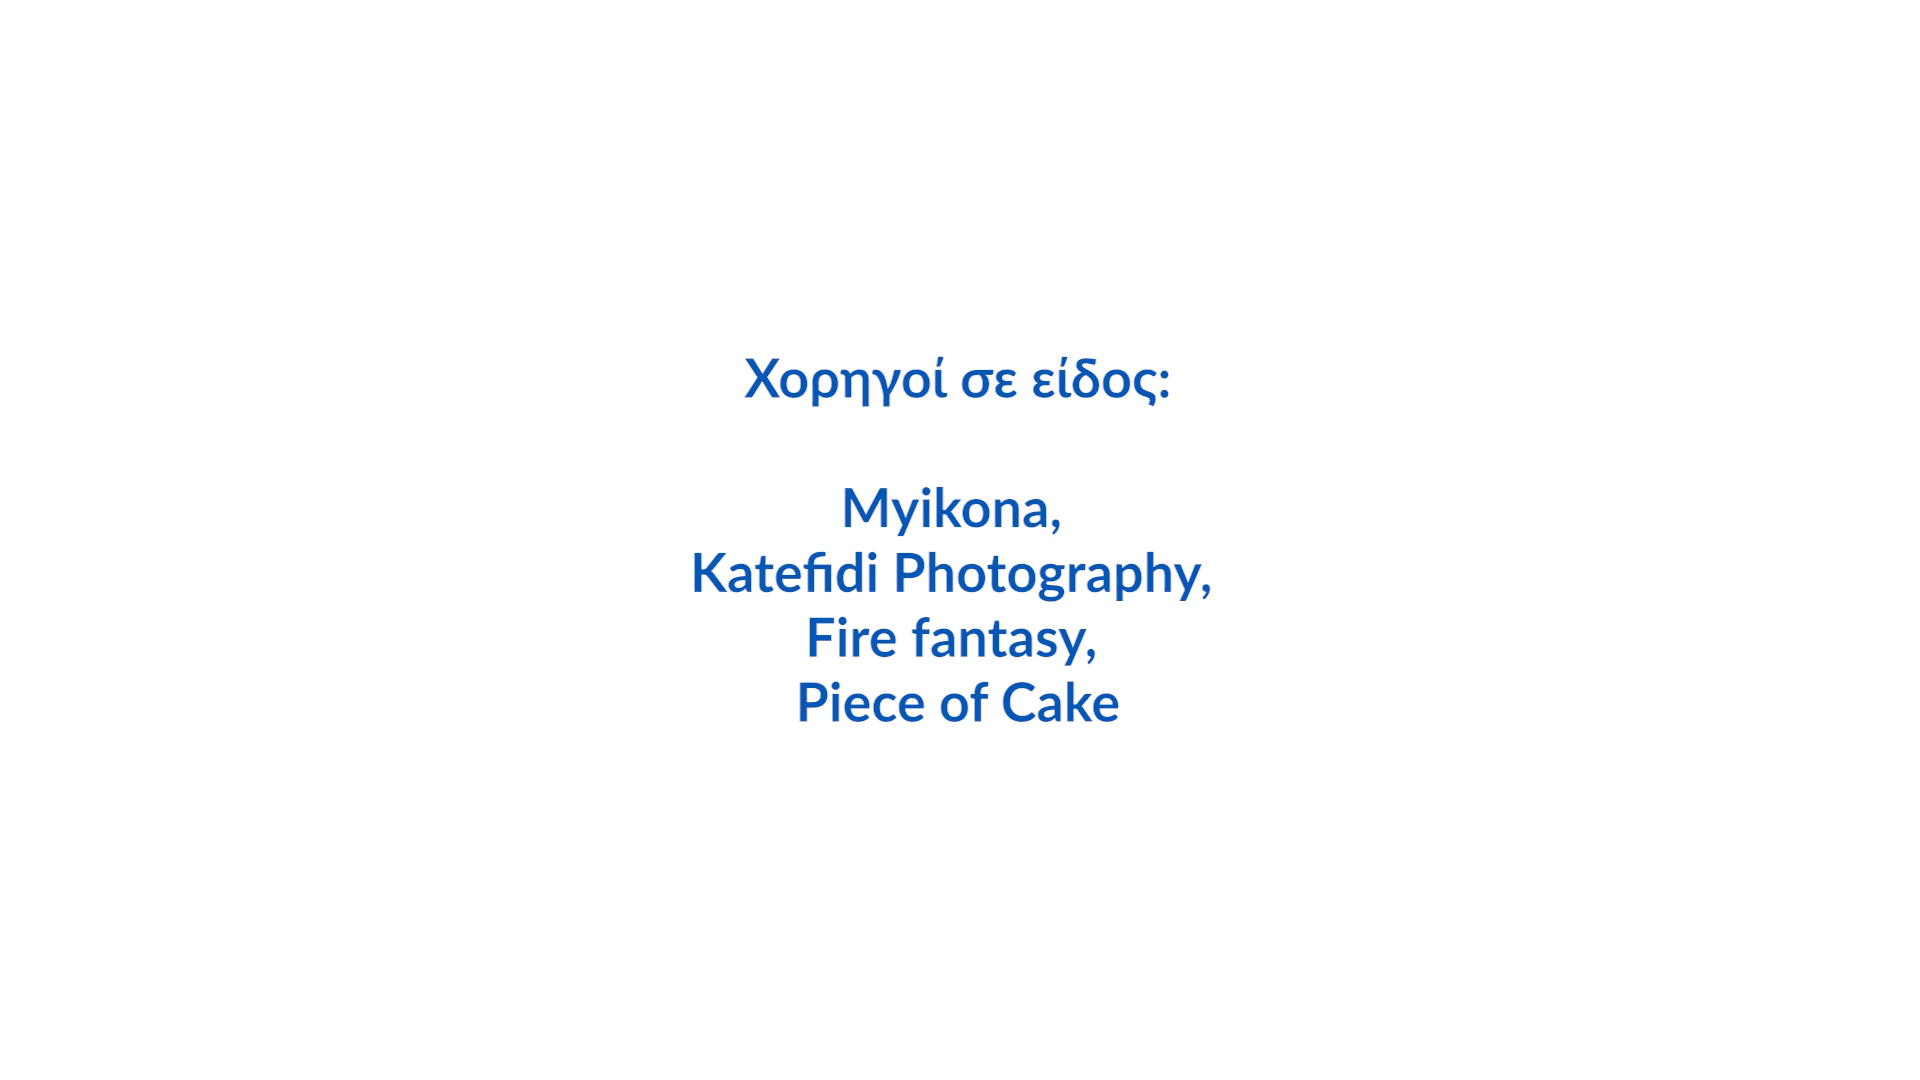 Χορηγοί σε είδος:
Myikona,
Katefidi Photography,
Fire fantasy,
Piece of Cake